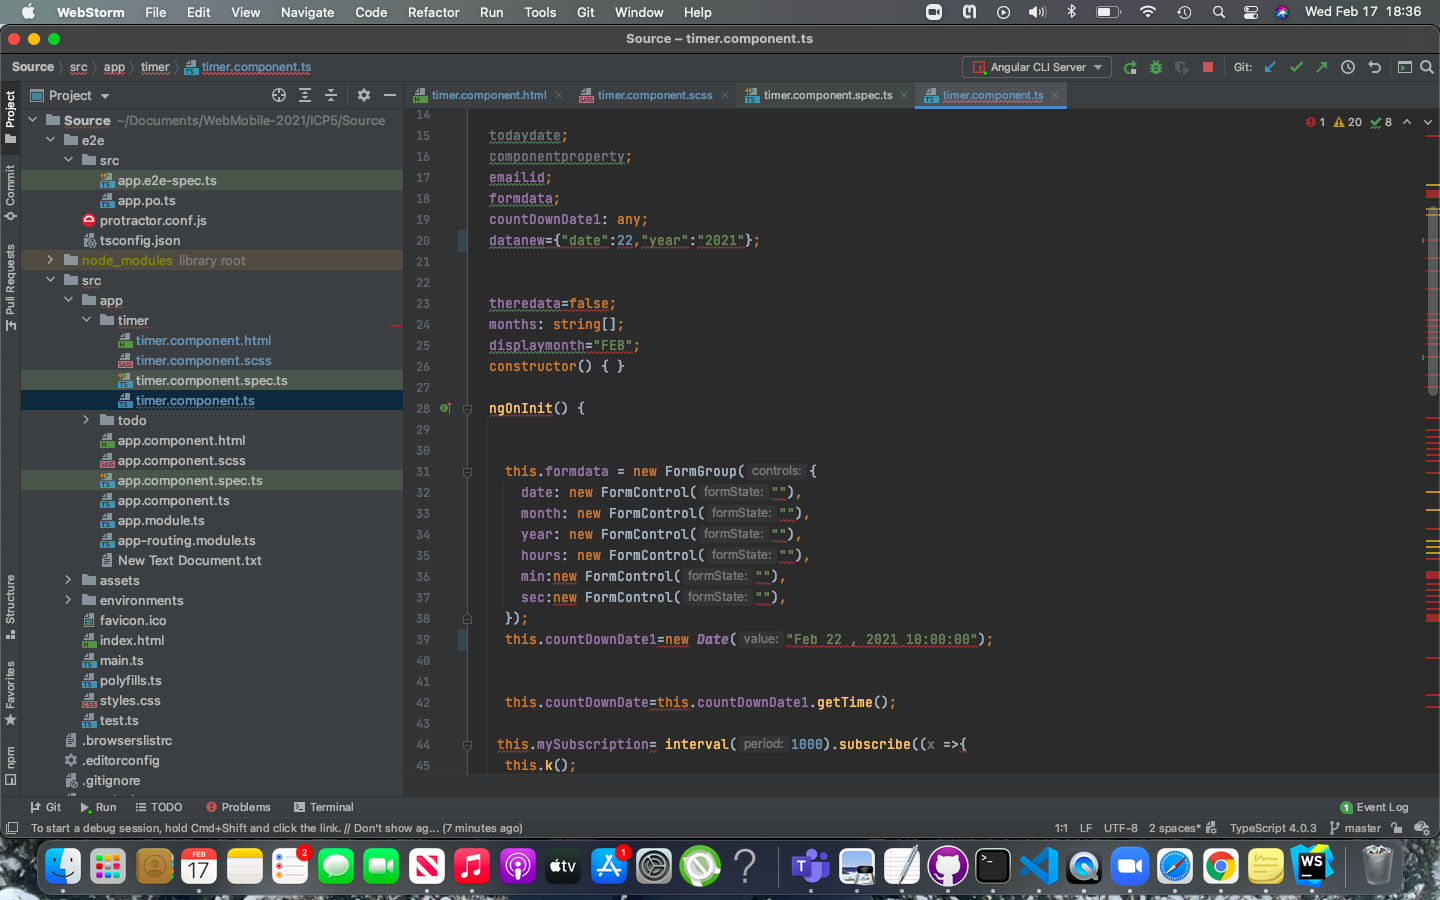 WebStorm File Edit View Navigate Code Refactor Run Tools Git Window Help Wed Feb 17 18:36
Source – timer.component.ts
Source src app timer timer.component.ts Angular CLI Server Git:
Project timer.component.html timer.component.scss timer.component.spec.ts timer.component.ts
Project
Commit
Pull Requests
Structure
Favorites
npm
Source ~/Documents/WebMobile-2021/ICP5/Source
e2e
src
app.e2e-spec.ts
app.po.ts
protractor.conf.js
tsconfig.json
node_modules library root
src
app
timer
timer.component.html
timer.component.scss
timer.component.spec.ts
timer.component.ts
todo
app.component.html
app.component.scss
app.component.spec.ts
app.component.ts
app.module.ts
app-routing.module.ts
New Text Document.txt
assets
environments
favicon.ico
index.html
main.ts
polyfills.ts
styles.css
test.ts
.browserslistrc
.editorconfig
.gitignore
1 20 8
14
15 todaydate;
16 componentproperty;
17 emailid;
18 formdata;
19 countDownDate1: any;
20 datanew={"date":22,"year":"2021"};
21
22
23 theredata=false;
24 months: string[];
25 displaymonth="FEB";
26 constructor() { }
27
28 ngOnInit() {
29
30
31 this.formdata = new FormGroup( controls: {
32 date: new FormControl( formState: ""),
33 month: new FormControl( formState: ""),
34 year: new FormControl( formState: ""),
35 hours: new FormControl( formState: ""),
36 min:new FormControl( formState: ""),
37 sec:new FormControl( formState: ""),
38 });
39 this.countDownDate1=new Date( value: "Feb 22 , 2021 10:00:00");
40
41
42 this.countDownDate=this.countDownDate1.getTime();
43
44 this.mySubscription= interval( period: 1000).subscribe((x =>{
45 this.k();
Git Run TODO Problems Terminal 1 Event Log
To start a debug session, hold Cmd+Shift and click the link. // Don't show ag... (7 minutes ago) 1:1 LF UTF-8 2 spaces* TypeScript 4.0.3 master
FEB
17
2
tv
1
T
WS